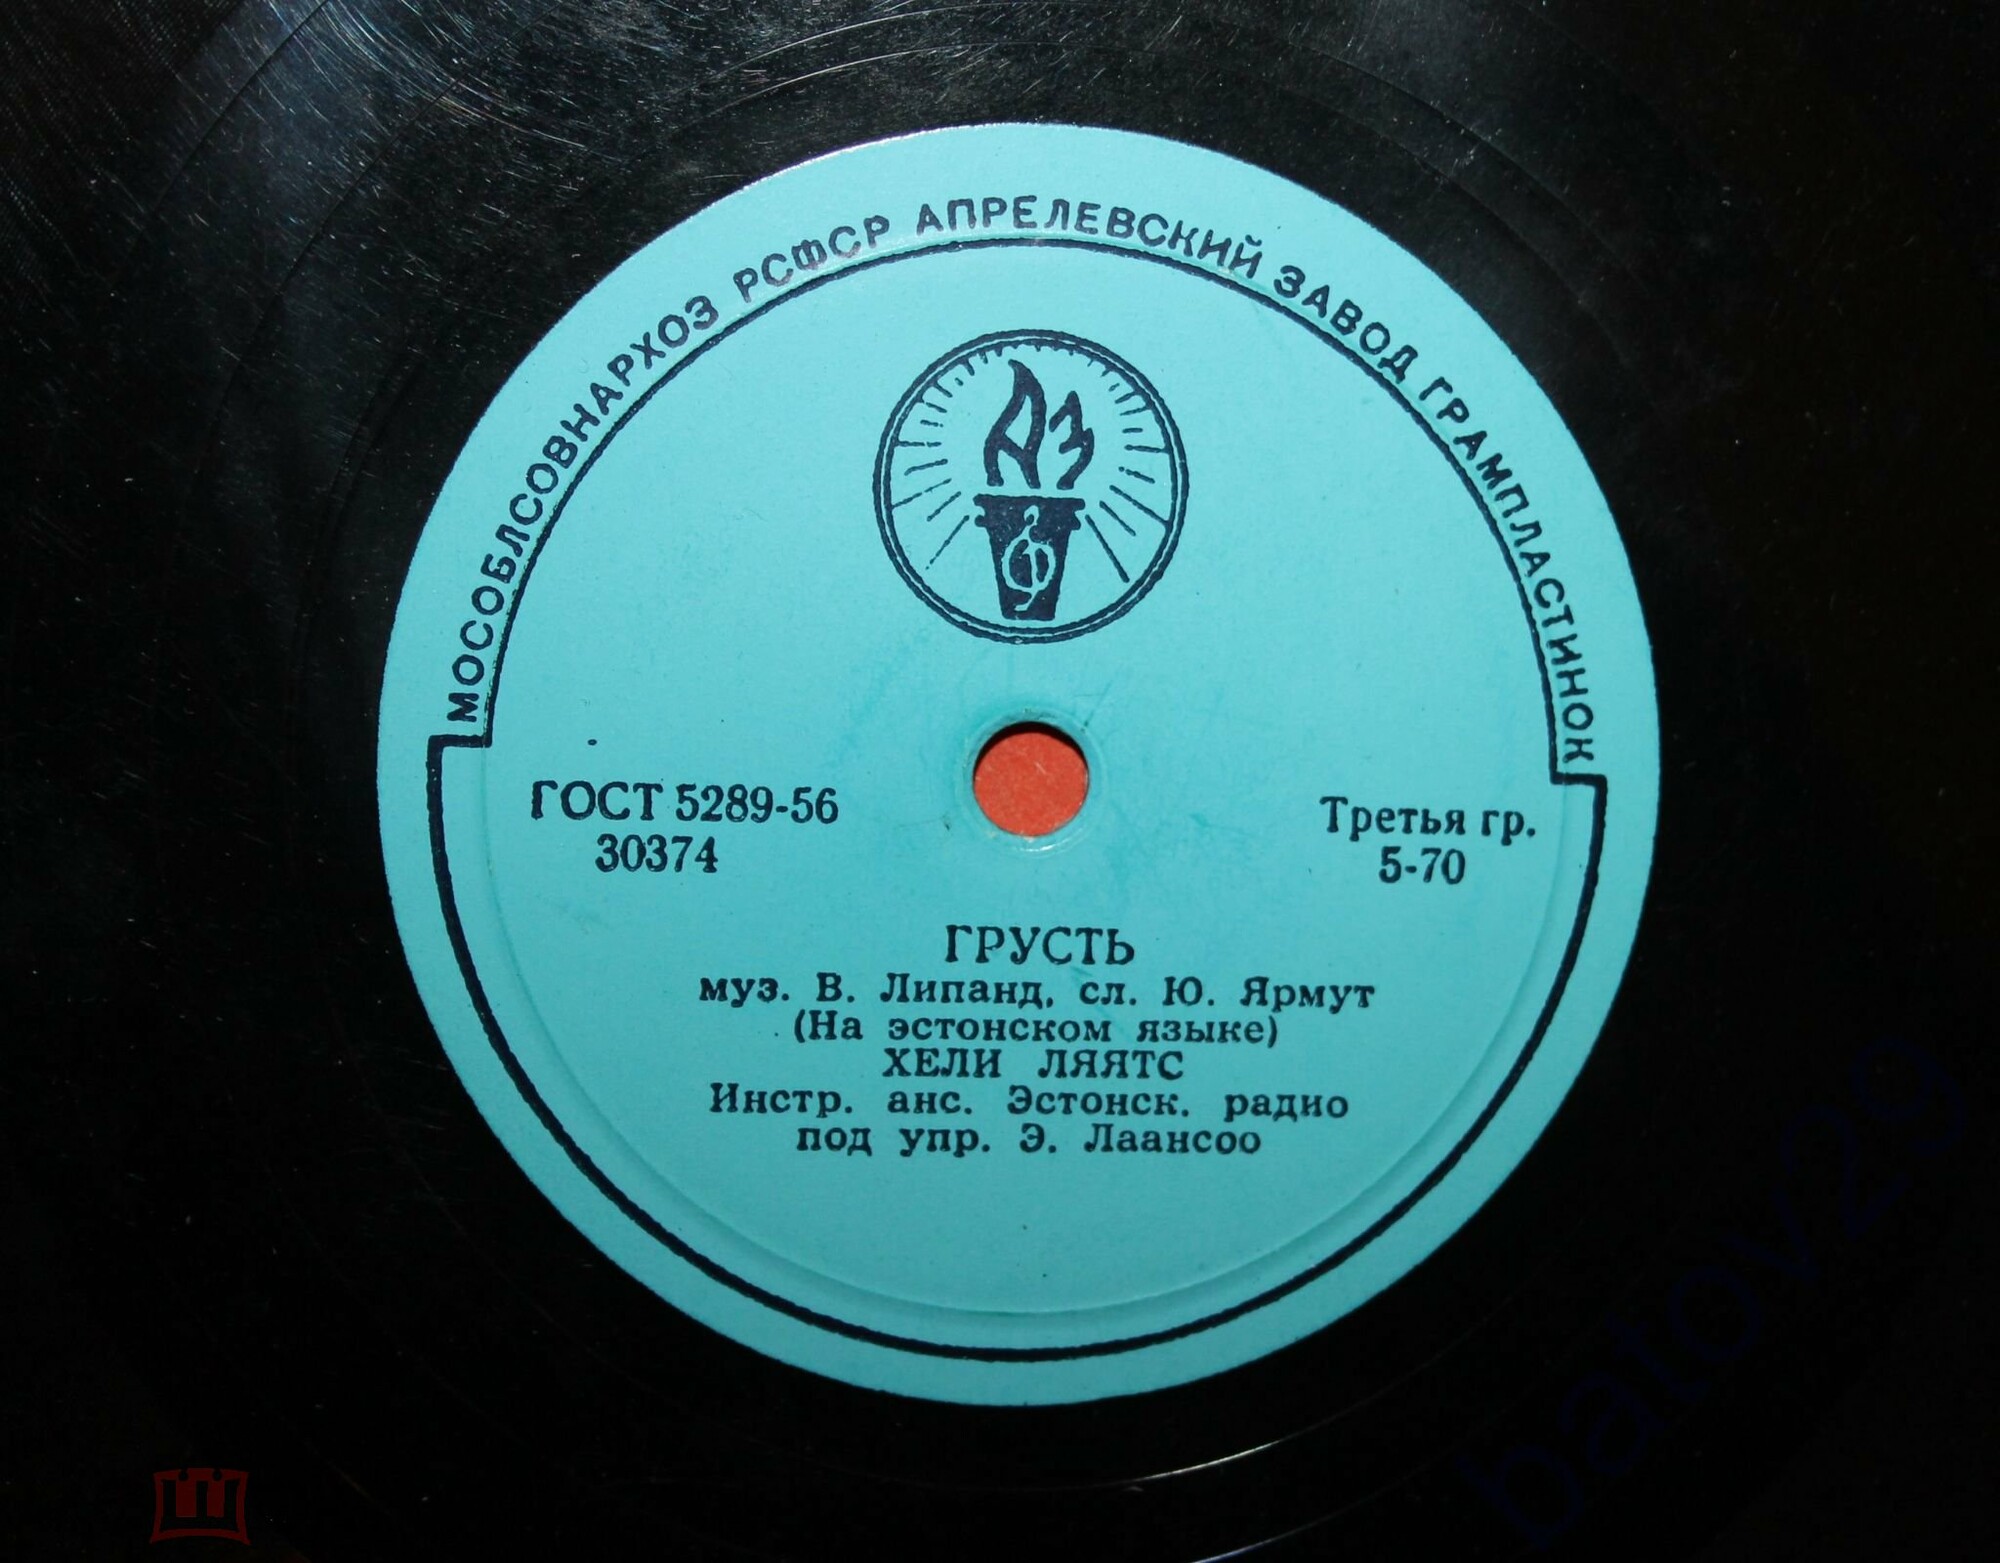 МОСОБЛСОВНАРХОЗ РСФСР АПРЕЛЕВСКИЙ ЗАВОД ГРАМПЛАСТИНОК
АЗ
ГОСТ 5289-56
30374
Третья гр.
5-70
ГРУСТЬ
муз. В. Липанд, сл. Ю. Ярмут
(На эстонском языке)
ХЕЛИ ЛЯЯТС
Инстр. анс. Эстонск. радио
под упр. Э. Лаансоо
batov29